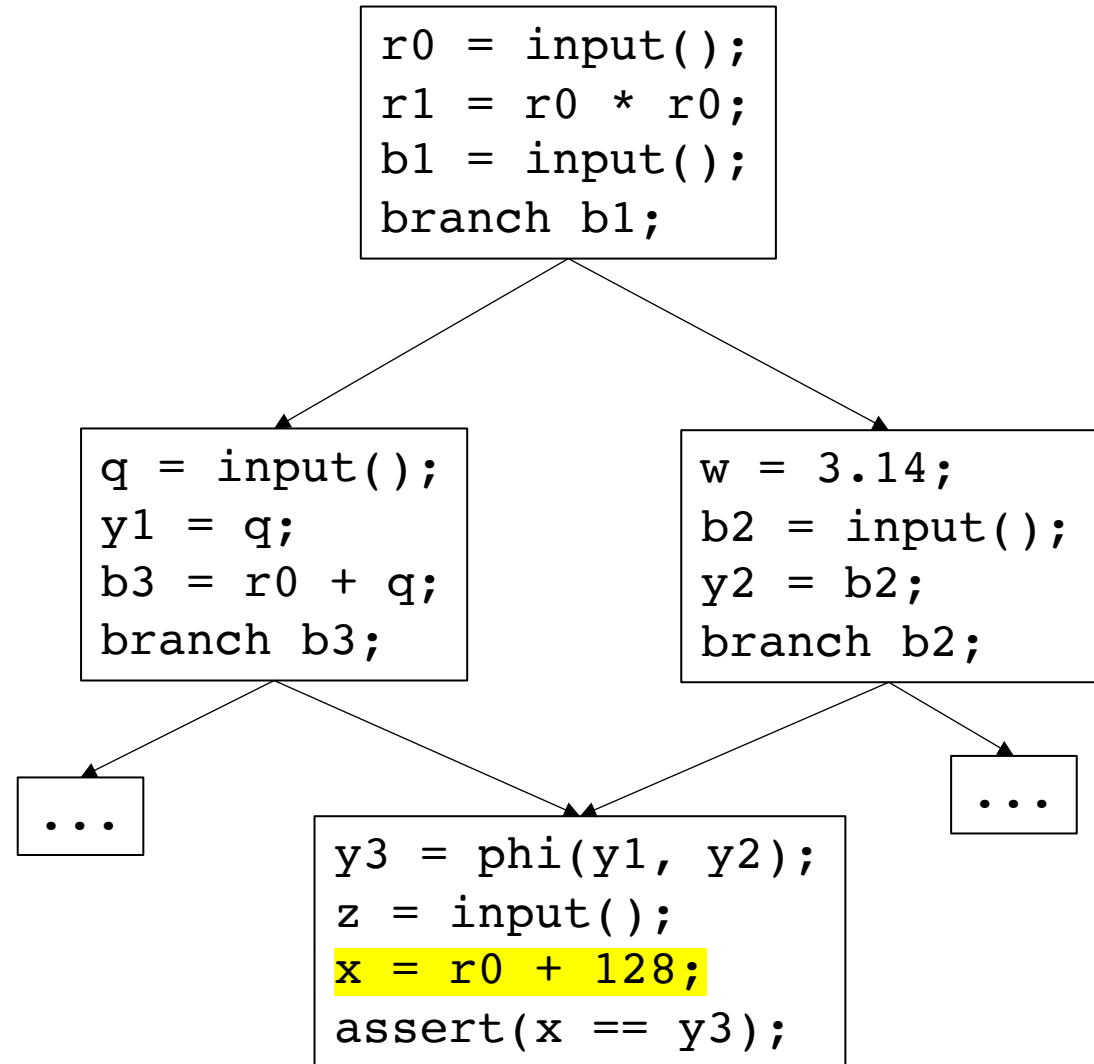 r0 = input();
r1 = r0 * r0;
b1 = input();
branch b1;
q = input();
y1 = q;
b3 = r0 + q;
branch b3;
w = 3.14;
b2 = input();
y2 = b2;
branch b2;
...
...
y3 = phi(y1, y2);
z = input();
x = r0 + 128;
assert(x == y3);